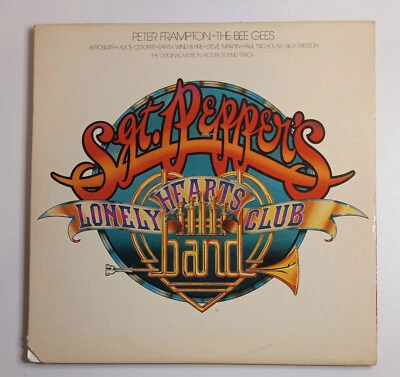 PETER FRAMPTON • THE BEE GEES
AEROSMITH • ALICE COOPER • EARTH, WIND & FIRE • STEVE MARTIN • PAUL NICHOLAS • BILLY PRESTON
THE ORIGINAL MOTION PICTURE SOUND TRACK
Sgt. PEPPER'S
LONELY HEARTS CLUB
band